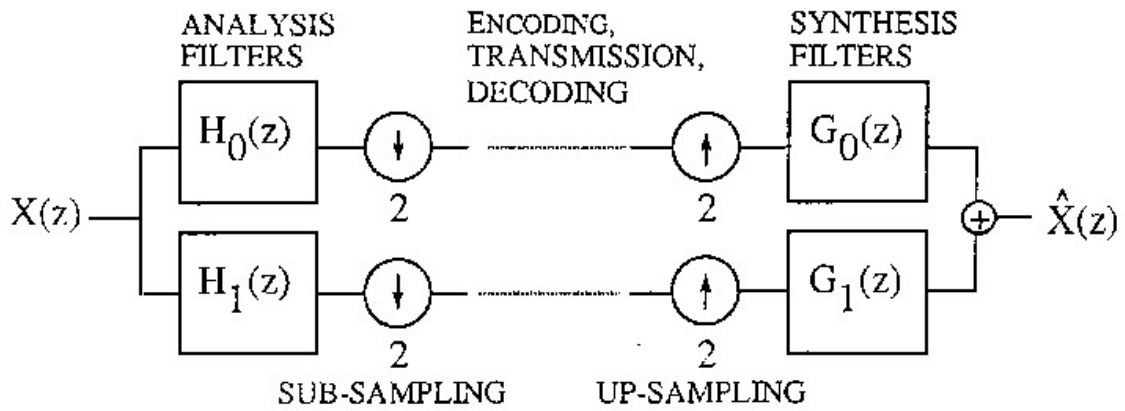 ANALYSIS
FILTERS
ENCODING,
TRANSMISSION,
DECODING
SYNTHESIS
FILTERS
H0(z)
↓
2
↑
2
G0(z)
X(z)
+
X̂(z)
H1(z)
↓
2
↑
2
G1(z)
SUB-SAMPLING
UP-SAMPLING